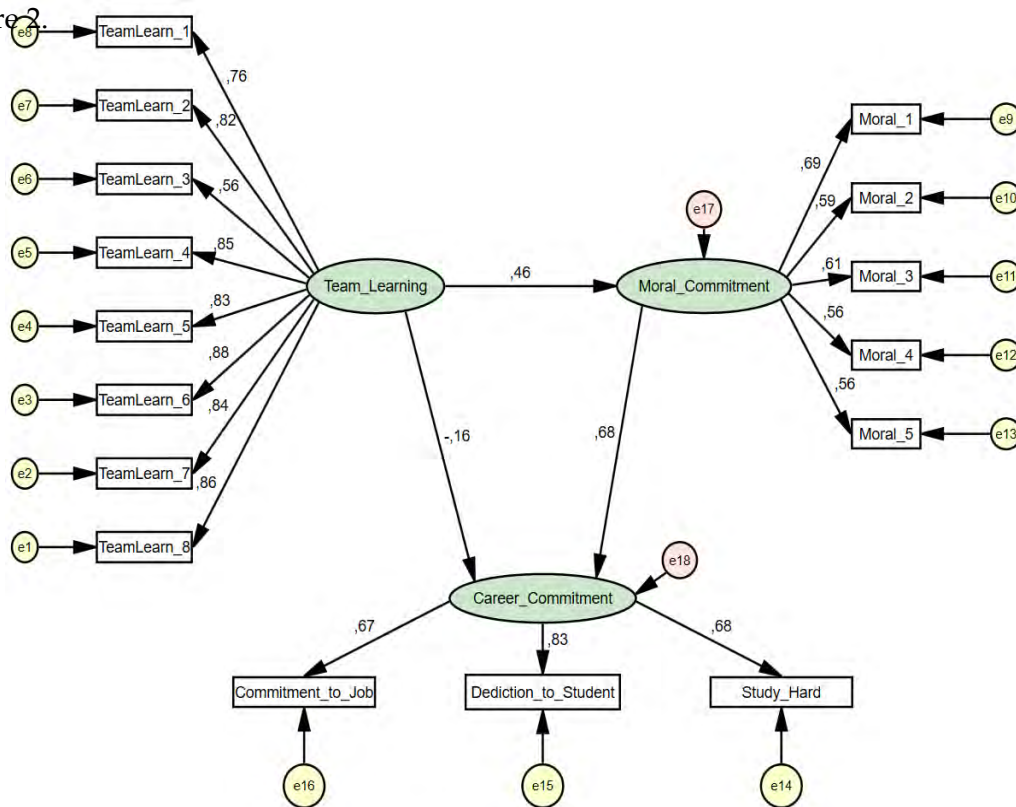 re 2.
e8 TeamLearn_1
,76
e7 TeamLearn_2
,82
e6 TeamLearn_3
,56
e5 TeamLearn_4
,85
e4 TeamLearn_5
,83
e3 TeamLearn_6
,88
e2 TeamLearn_7
,84
e1 TeamLearn_8
,86
Team_Learning
,46
Moral_Commitment
e17
Moral_1 e9
,69
Moral_2 e10
,59
Moral_3 e11
,61
Moral_4 e12
,56
Moral_5 e13
,56
-,16
,68
e18
Career_Commitment
,67
,83
,68
Commitment_to_Job
Dediction_to_Student
Study_Hard
e16
e15
e14